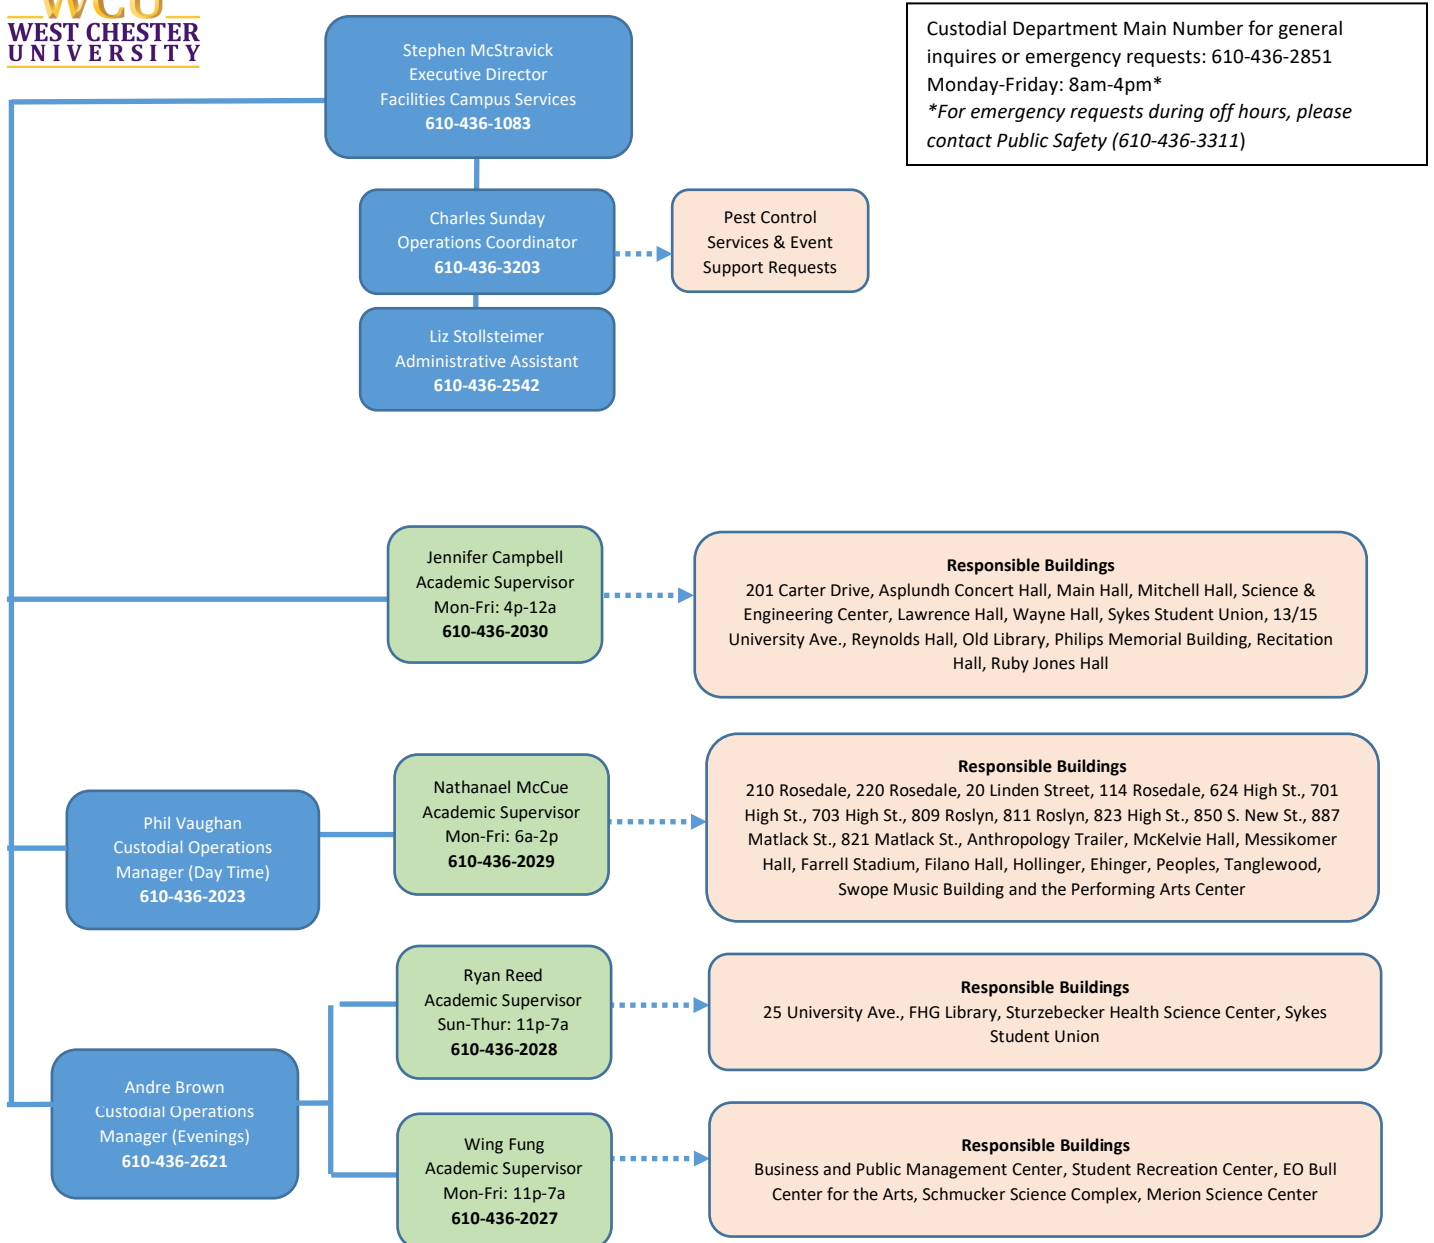 WCU
WEST CHESTER
UNIVERSITY
Stephen McStravick
Executive Director
Facilities Campus Services
610-436-1083
Custodial Department Main Number for general
inquires or emergency requests: 610-436-2851
Monday-Friday: 8am-4pm*
*For emergency requests during off hours, please
contact Public Safety (610-436-3311)
Charles Sunday
Operations Coordinator
610-436-3203
Pest Control
Services & Event
Support Requests
Liz Stollsteimer
Administrative Assistant
610-436-2542
Jennifer Campbell
Academic Supervisor
Mon-Fri: 4p-12a
610-436-2030
Responsible Buildings
201 Carter Drive, Asplundh Concert Hall, Main Hall, Mitchell Hall, Science &
Engineering Center, Lawrence Hall, Wayne Hall, Sykes Student Union, 13/15
University Ave., Reynolds Hall, Old Library, Philips Memorial Building, Recitation
Hall, Ruby Jones Hall
Phil Vaughan
Custodial Operations
Manager (Day Time)
610-436-2023
Nathanael McCue
Academic Supervisor
Mon-Fri: 6a-2p
610-436-2029
Responsible Buildings
210 Rosedale, 220 Rosedale, 20 Linden Street, 114 Rosedale, 624 High St., 701
High St., 703 High St., 809 Roslyn, 811 Roslyn, 823 High St., 850 S. New St., 887
Matlack St., 821 Matlack St., Anthropology Trailer, McKelvie Hall, Messikomer
Hall, Farrell Stadium, Filano Hall, Hollinger, Ehinger, Peoples, Tanglewood,
Swope Music Building and the Performing Arts Center
Andre Brown
Custodial Operations
Manager (Evenings)
610-436-2621
Ryan Reed
Academic Supervisor
Sun-Thur: 11p-7a
610-436-2028
Responsible Buildings
25 University Ave., FHG Library, Sturzebecker Health Science Center, Sykes
Student Union
Wing Fung
Academic Supervisor
Mon-Fri: 11p-7a
610-436-2027
Responsible Buildings
Business and Public Management Center, Student Recreation Center, EO Bull
Center for the Arts, Schmucker Science Complex, Merion Science Center